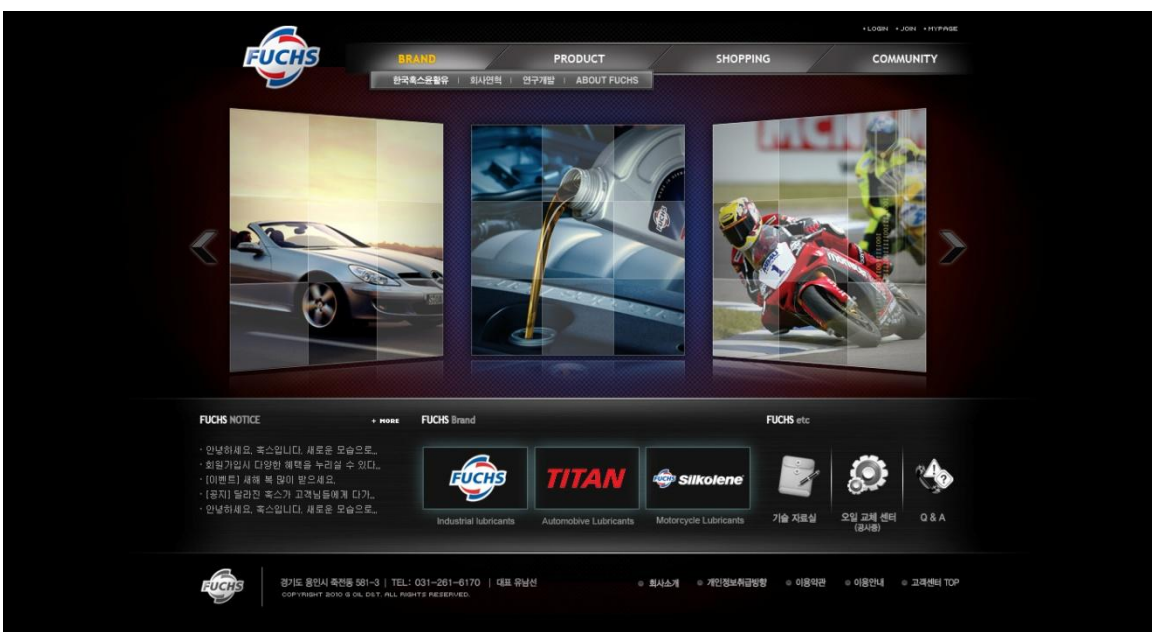 LOGIN JOIN MYPAGE
FUCHS
BRAND PRODUCT SHOPPING COMMUNITY
한국훅스윤활유 | 회사연혁 | 연구개발 | ABOUT FUCHS
1
FUCHS NOTICE + MORE
· 안녕하세요, 훅스입니다. 새로운 모습으로...
· 회원가입시 다양한 혜택을 누리실 수 있다...
· [이벤트] 새해 복 많이 받으세요.
· [공지] 달라진 훅스가 고객님들에게 다가...
· 안녕하세요, 훅스입니다. 새로운 모습으로...
FUCHS Brand
FUCHS
TITAN
FUCHS Silkolene
Industrial lubricants
Automobive Lubricants
Motorcycle Lubricants
FUCHS etc
기술 자료실
오일 교체 센터
(공사중)
Q & A
FUCHS
경기도 용인시 죽전동 581-3 | TEL: 031-261-6170 | 대표 유남선
COPYRIGHT 2010 G OIL D&T. ALL RIGHTS RESERVED.
회사소개 개인정보취급방향 이용약관 이용안내 고객센터 TOP